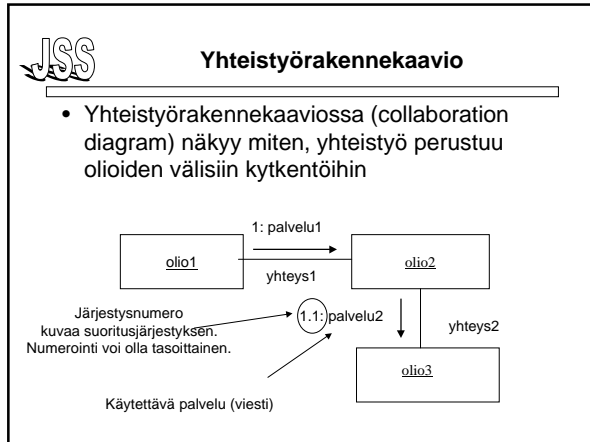 JSS
Yhteistyörakennekaavio
• Yhteistyörakennekaaviossa (collaboration
diagram) näkyy miten, yhteistyö perustuu
olioiden välisiin kytkentöihin
1: palvelu1
olio1
olio2
yhteys1
Järjestysnumero
kuvaa suoritusjärjestyksen.
Numerointi voi olla tasoittainen.
1.1: palvelu2
yhteys2
olio3
Käytettävä palvelu (viesti)